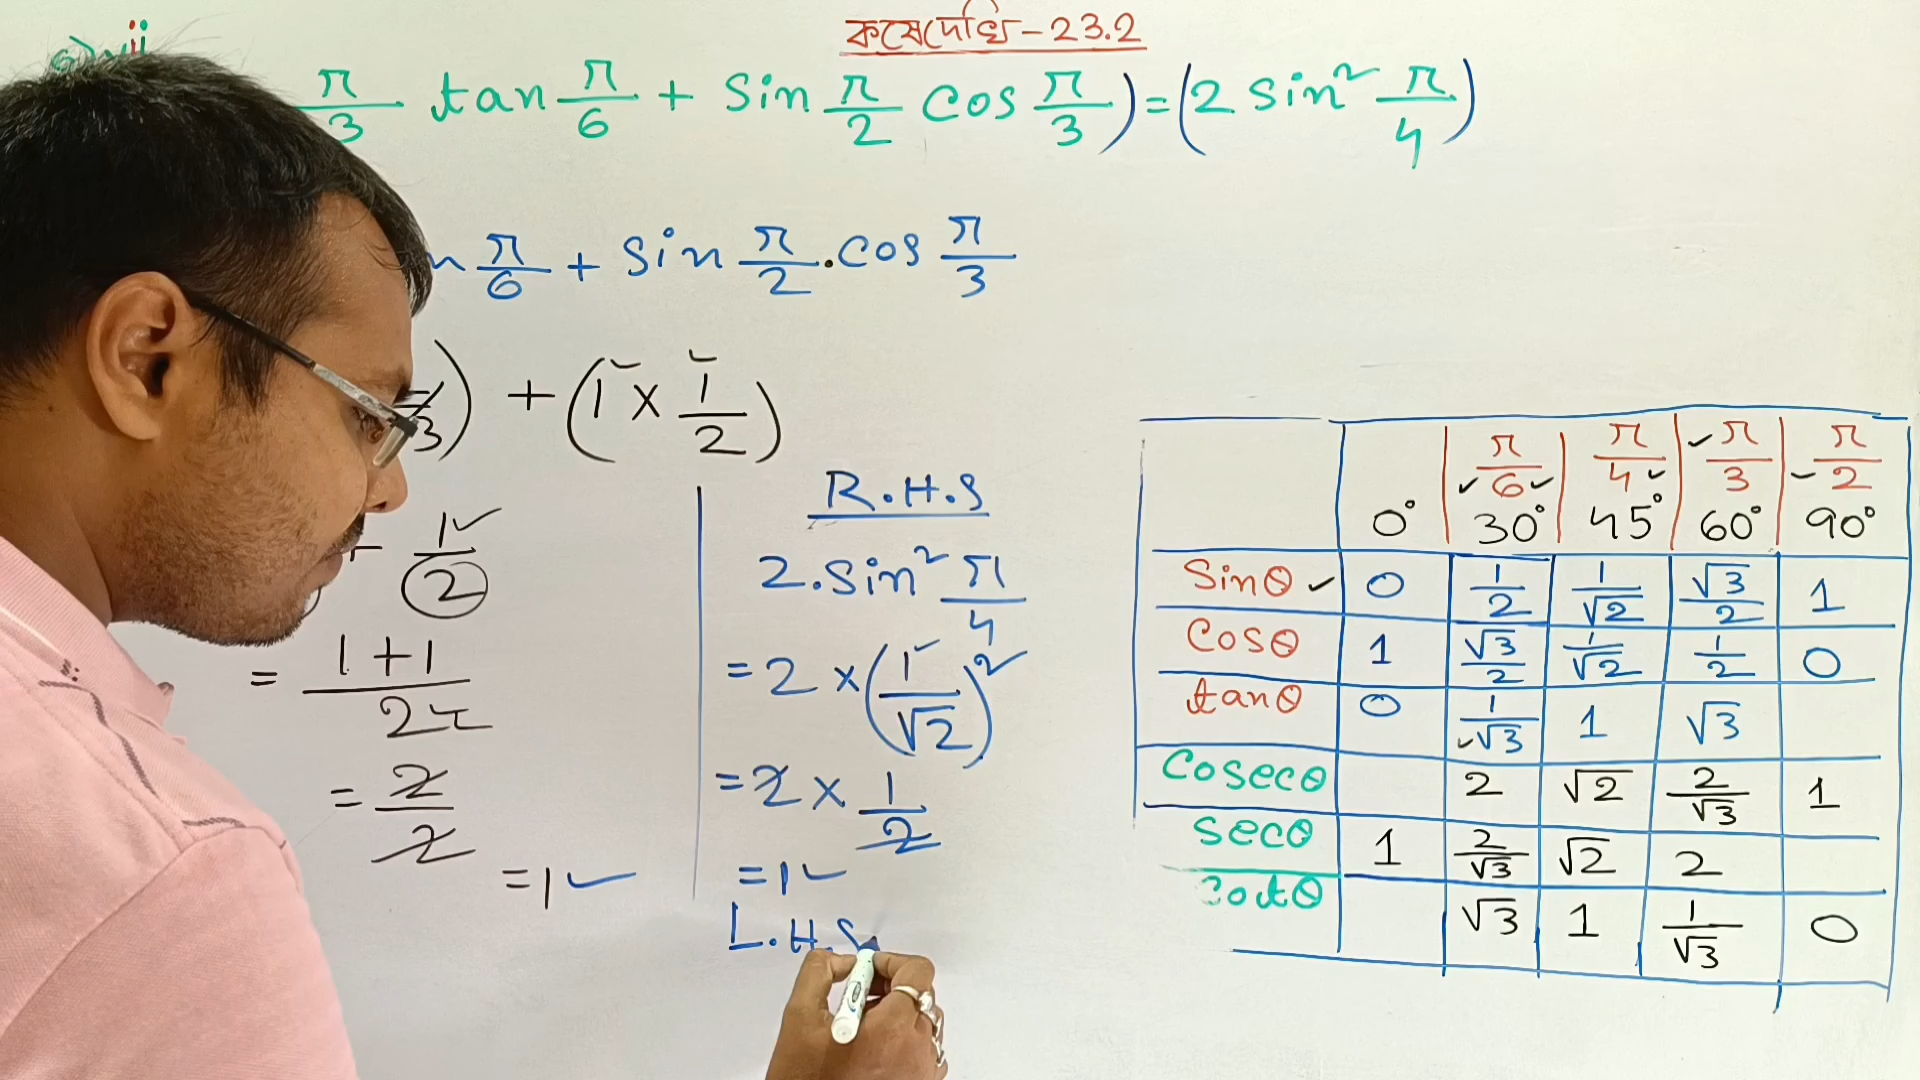 কষেদেখি - 23.2
6) vii
π/3 tan π/6 + sin π/2 cos π/3) = (2 sin² π/4)
π/6 + sin π/2 . cos π/3
3) + (1 × 1/2)
1/2
= 1+1/2
= 2/2
= 1
R.H.S
2 . sin² π/4
= 2 × (1/√2)²
= 2 × 1/2
= 1
L.H.S
π/6 π/4 π/3 π/2
0° 30° 45° 60° 90°
Sinθ 0 1/2 1/√2 √3/2 1
Cosθ 1 √3/2 1/√2 1/2 0
tanθ 0 1/√3 1 √3
Cosecθ 2 √2 2/√3 1
secθ 1 2/√3 √2 2
cotθ √3 1 1/√3 0